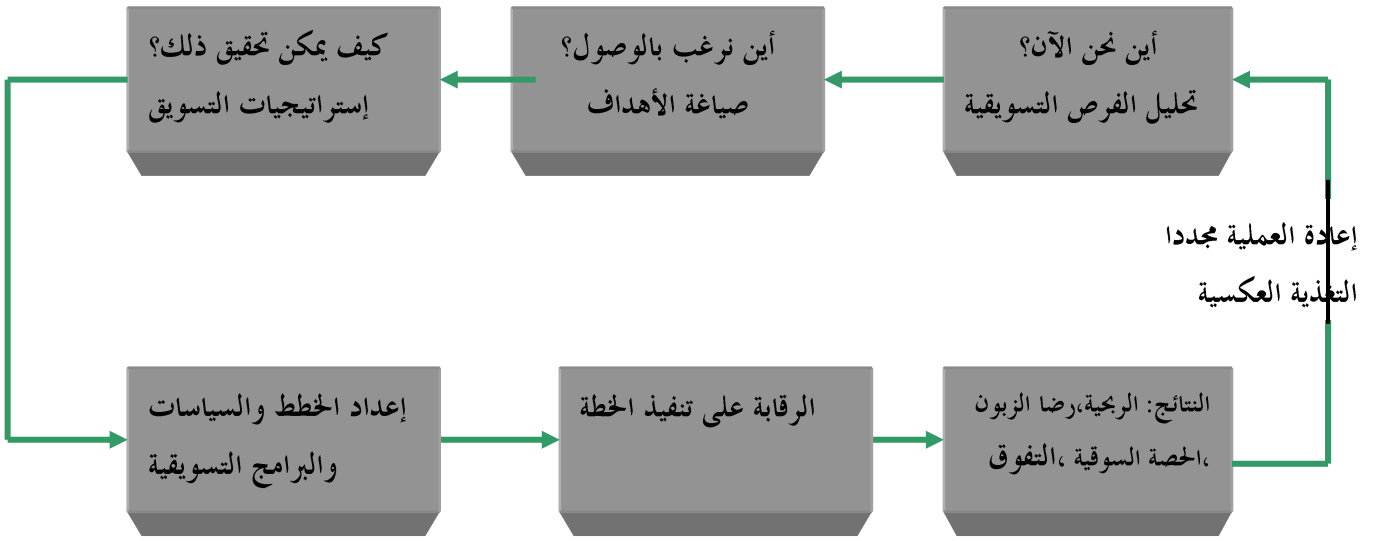 أين نحن الآن؟
تحليل الفرص التسويقية
أين نرغب بالوصول؟
صياغة الأهداف
كيف يمكن تحقيق ذلك؟
إستراتيجيات التسويق
إعداد الخطط والسياسات
والبرامج التسويقية
الرقابة على تنفيذ الخطة
النتائج: الربحية،رضا الزبون
،الحصة السوقية ،التفوق
إعادة العملية مجددا
التغذية العكسية